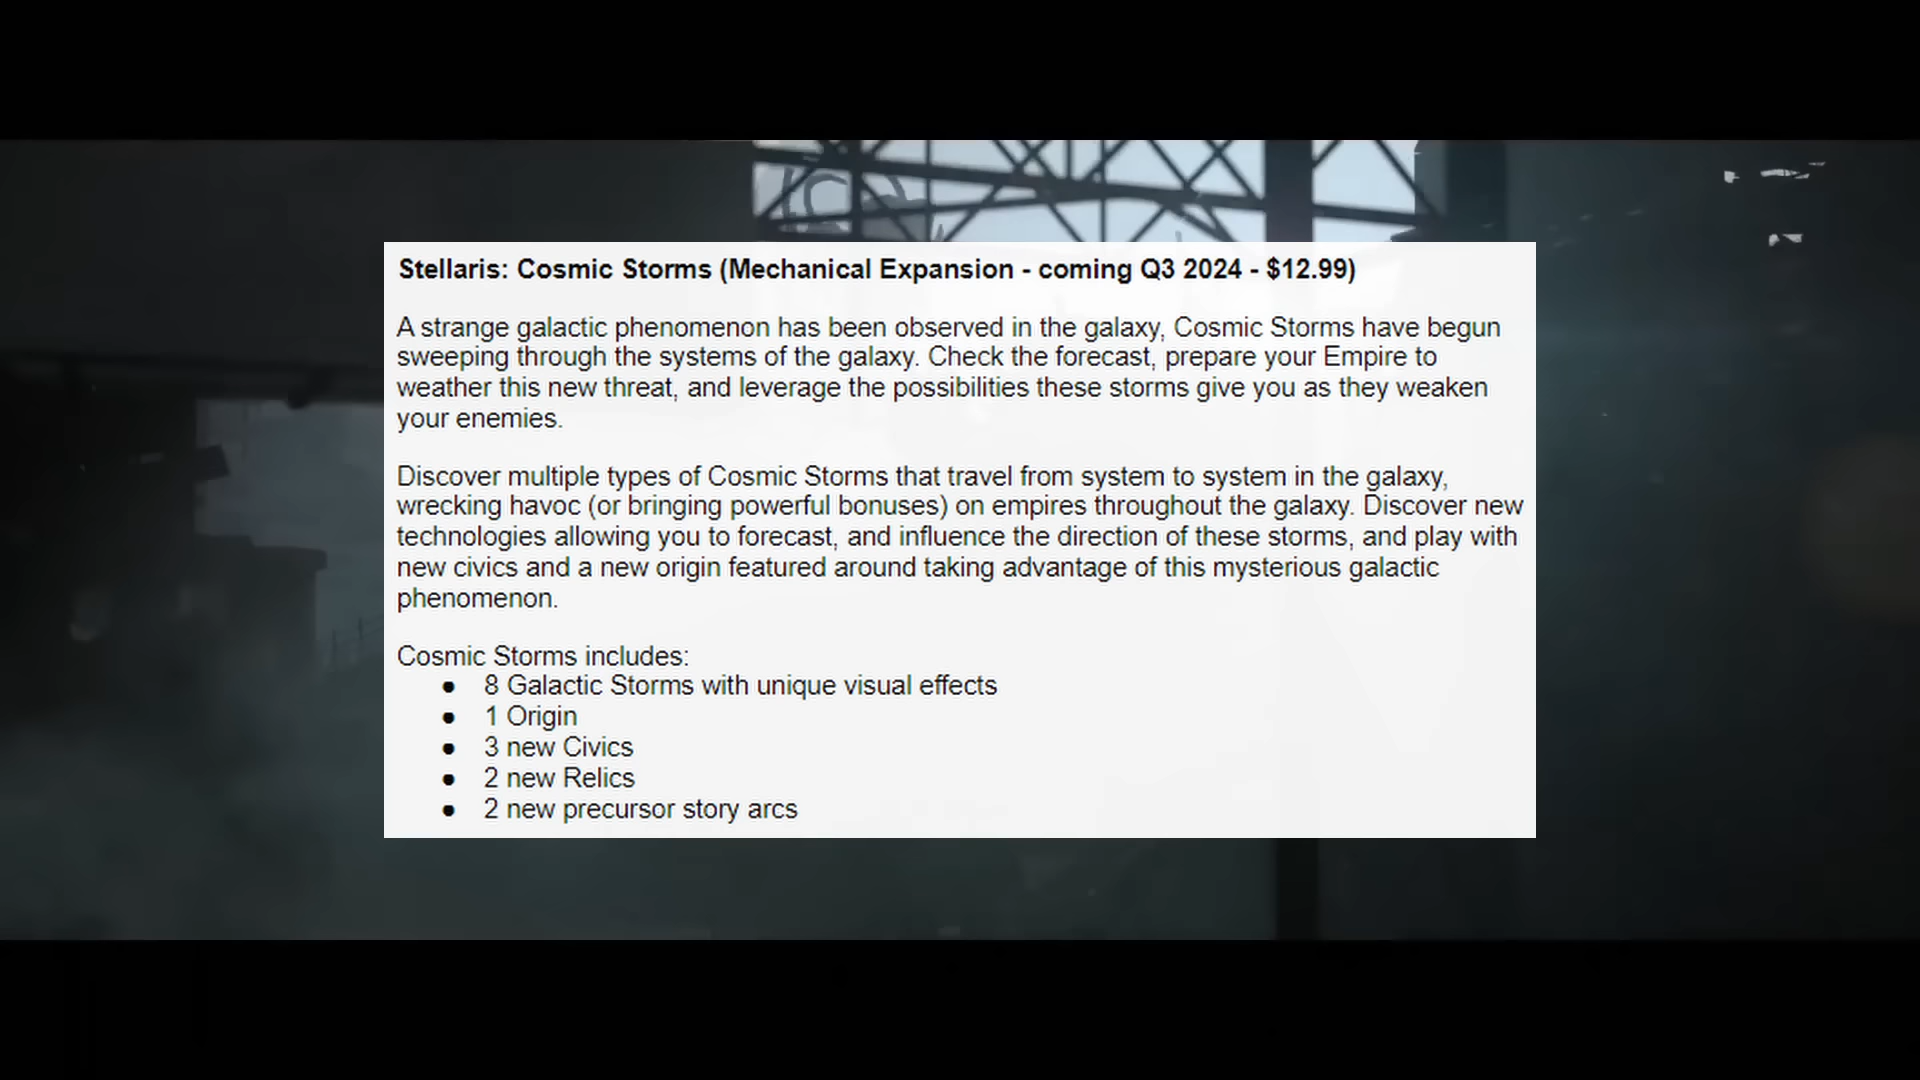 Stellaris: Cosmic Storms (Mechanical Expansion - coming Q3 2024 - $12.99)
A strange galactic phenomenon has been observed in the galaxy, Cosmic Storms have begun
sweeping through the systems of the galaxy. Check the forecast, prepare your Empire to
weather this new threat, and leverage the possibilities these storms give you as they weaken
your enemies.
Discover multiple types of Cosmic Storms that travel from system to system in the galaxy,
wrecking havoc (or bringing powerful bonuses) on empires throughout the galaxy. Discover new
technologies allowing you to forecast, and influence the direction of these storms, and play with
new civics and a new origin featured around taking advantage of this mysterious galactic
phenomenon.
Cosmic Storms includes:
● 8 Galactic Storms with unique visual effects
● 1 Origin
● 3 new Civics
● 2 new Relics
● 2 new precursor story arcs